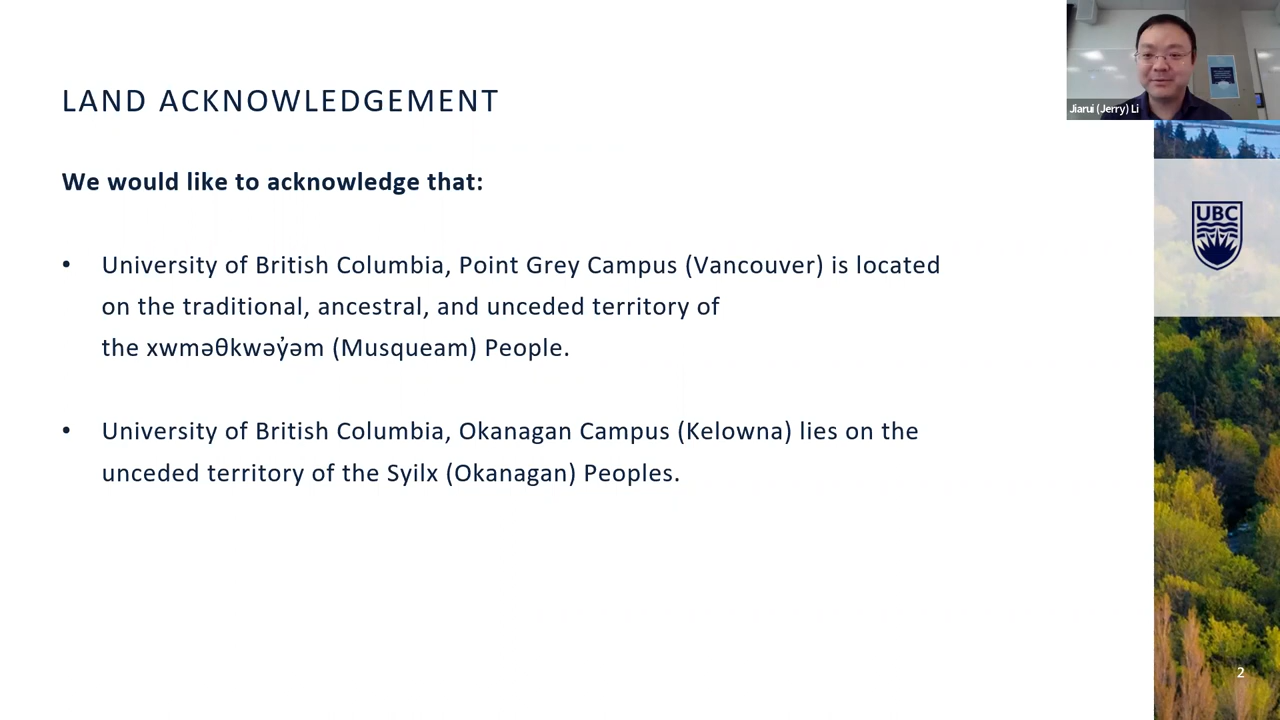 Jiarui (Jerry) Li
LAND ACKNOWLEDGEMENT
We would like to acknowledge that:
• University of British Columbia, Point Grey Campus (Vancouver) is located
on the traditional, ancestral, and unceded territory of
the xwməθkwəy̓əm (Musqueam) People.
• University of British Columbia, Okanagan Campus (Kelowna) lies on the
unceded territory of the Syilx (Okanagan) Peoples.
UBC
2